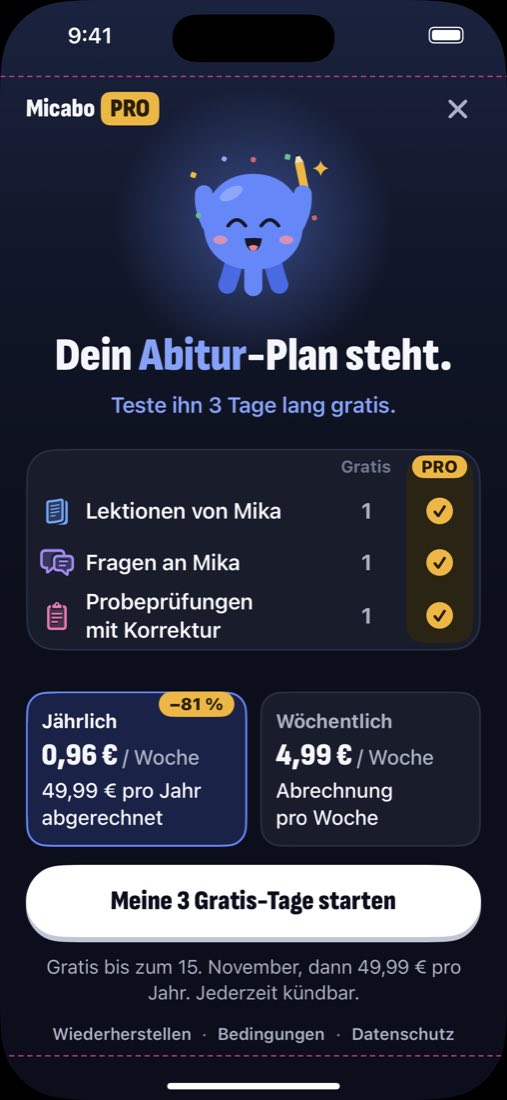 9:41
Micabo PRO
Dein Abitur-Plan steht.
Teste ihn 3 Tage lang gratis.
Gratis PRO
Lektionen von Mika 1
Fragen an Mika 1
Probeprüfungen
mit Korrektur 1
−81 %
Jährlich
0,96 € / Woche
49,99 € pro Jahr
abgerechnet
Wöchentlich
4,99 € / Woche
Abrechnung
pro Woche
Meine 3 Gratis-Tage starten
Gratis bis zum 15. November, dann 49,99 € pro
Jahr. Jederzeit kündbar.
Wiederherstellen · Bedingungen · Datenschutz